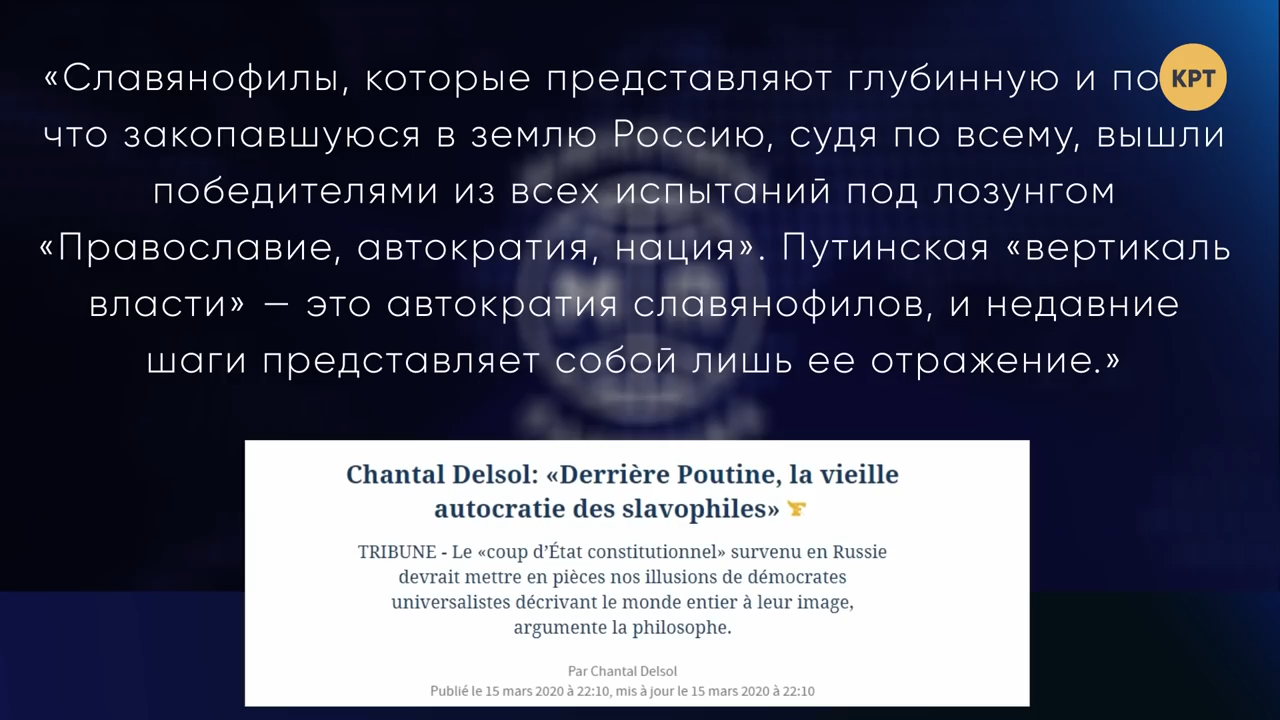 «Славянофилы, которые представляют глубинную и по
КРТ
что закопавшуюся в землю Россию, судя по всему, вышли
победителями из всех испытаний под лозунгом
«Православие, автократия, нация». Путинская «вертикаль
власти» — это автократия славянофилов, и недавние
шаги представляет собой лишь ее отражение.»
Chantal Delsol: «Derrière Poutine, la vieille
autocratie des slavophiles»
TRIBUNE - Le «coup d’État constitutionnel» survenu en Russie
devrait mettre en pièces nos illusions de démocrates
universalistes décrivant le monde entier à leur image,
argumente la philosophe.
Par Chantal Delsol
Publié le 15 mars 2020 à 22:10, mis à jour le 15 mars 2020 à 22:10